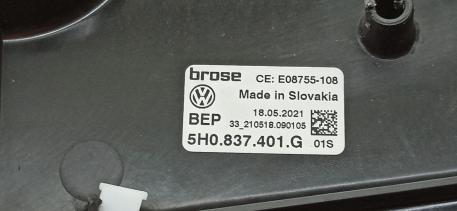 brose CE: E08755-108
Made in Slovakia
18.05.2021
BEP 33_210518.090105
5H0.837.401.G 01S